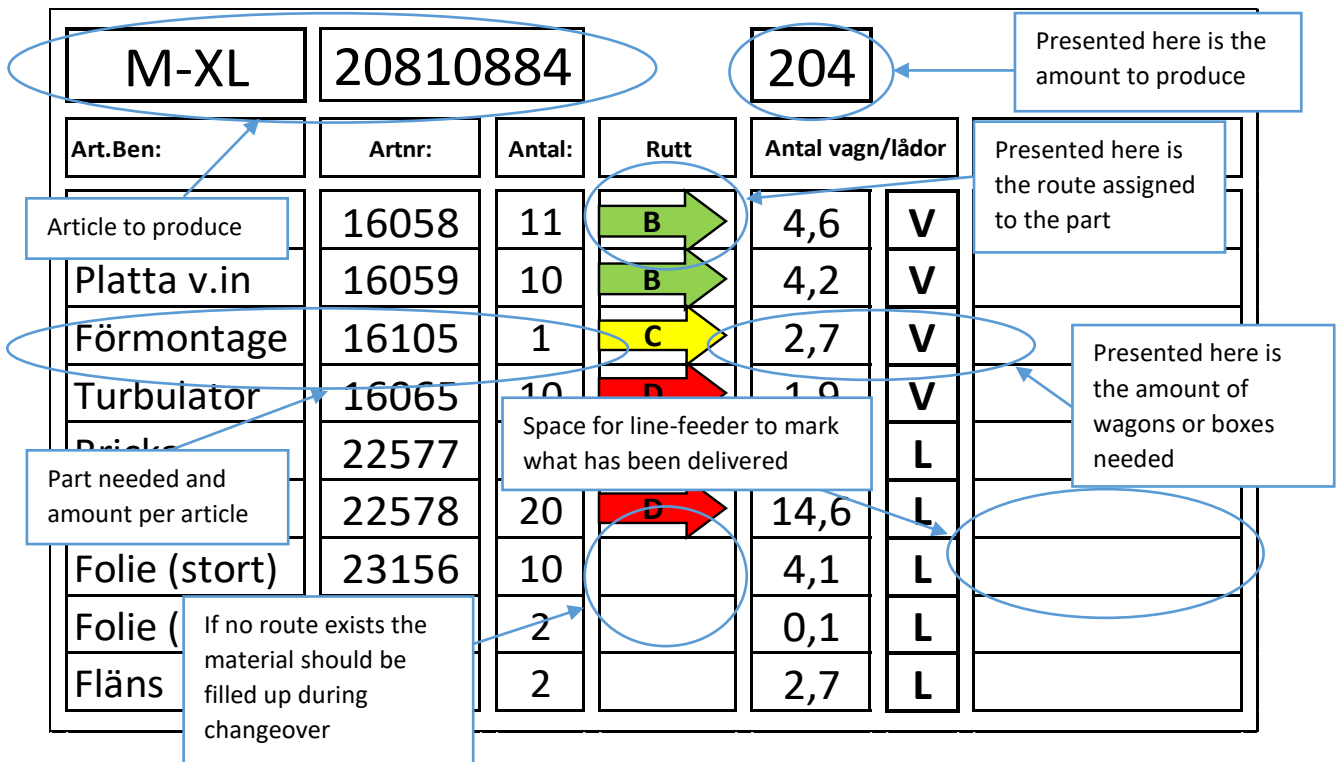 M-XL 20810884 204
Presented here is the
amount to produce
Art.Ben: Artnr: Antal: Rutt Antal vagn/lådor
Presented here is
the route assigned
to the part
Article to produce
16058 11 B 4,6 V
Platta v.in 16059 10 B 4,2 V
Förmontage 16105 1 C 2,7 V
Presented here is
the amount of
wagons or boxes
needed
Turbulator 16065 10 D 1,9 V
Space for line-feeder to mark
what has been delivered
22577 L
Part needed and
amount per article
22578 20 D 14,6 L
Folie (stort) 23156 10 4,1 L
Folie ( 2 0,1 L
If no route exists the
material should be
filled up during
changeover
Fläns 2 2,7 L